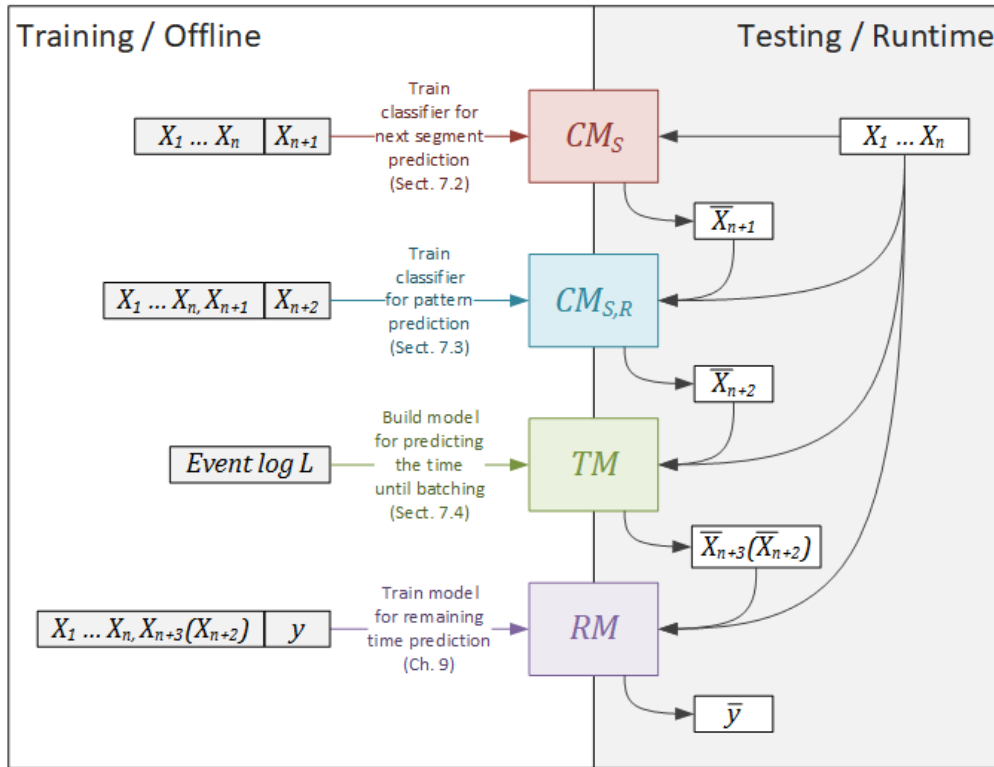 Training / Offline
Testing / Runtime
Train
classifier for
next segment
prediction
(Sect. 7.2)
X₁ ... Xₙ
Xₙ₊₁
CM_S
X₁ ... Xₙ
X̅ₙ₊₁
Train
classifier
for pattern
prediction
(Sect. 7.3)
X₁ ... Xₙ, Xₙ₊₁
Xₙ₊₂
CM_{S,R}
X̅ₙ₊₂
Build model
for predicting
the time
until batching
(Sect. 7.4)
Event log L
TM
X̅ₙ₊₃(X̅ₙ₊₂)
Train model
for remaining
time prediction
(Ch. 9)
X₁ ... Xₙ, Xₙ₊₃(Xₙ₊₂)
y
RM
y̅